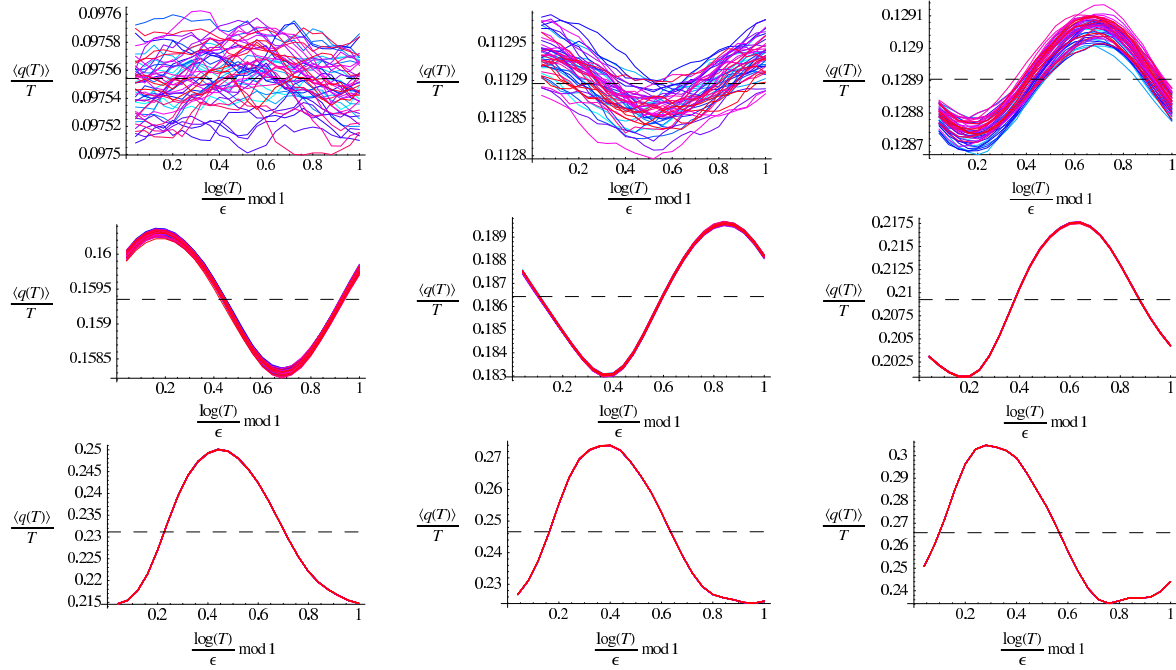 0.0976
0.09758
0.09756
0.09754
0.09752
0.0975
⟨q(T)⟩
T
0.2 0.4 0.6 0.8 1
log(T)
ϵ mod 1
0.11295
0.1129
0.11285
0.1128
⟨q(T)⟩
T
0.2 0.4 0.6 0.8 1
log(T)
ϵ mod 1
0.1291
0.129
0.1289
0.1288
0.1287
⟨q(T)⟩
T
0.2 0.4 0.6 0.8 1
log(T)
ϵ mod 1
0.16
0.1595
0.159
0.1585
⟨q(T)⟩
T
0.2 0.4 0.6 0.8 1
log(T)
ϵ mod 1
0.189
0.188
0.187
0.186
0.185
0.184
0.183
⟨q(T)⟩
T
0.2 0.4 0.6 0.8 1
log(T)
ϵ mod 1
0.2175
0.215
0.2125
0.21
0.2075
0.205
0.2025
⟨q(T)⟩
T
0.2 0.4 0.6 0.8 1
log(T)
ϵ mod 1
0.25
0.245
0.24
0.235
0.23
0.225
0.22
0.215
⟨q(T)⟩
T
0.2 0.4 0.6 0.8 1
log(T)
ϵ mod 1
0.27
0.26
0.25
0.24
0.23
⟨q(T)⟩
T
0.2 0.4 0.6 0.8 1
log(T)
ϵ mod 1
0.3
0.29
0.28
0.27
0.26
0.25
0.24
⟨q(T)⟩
T
0.2 0.4 0.6 0.8 1
log(T)
ϵ mod 1